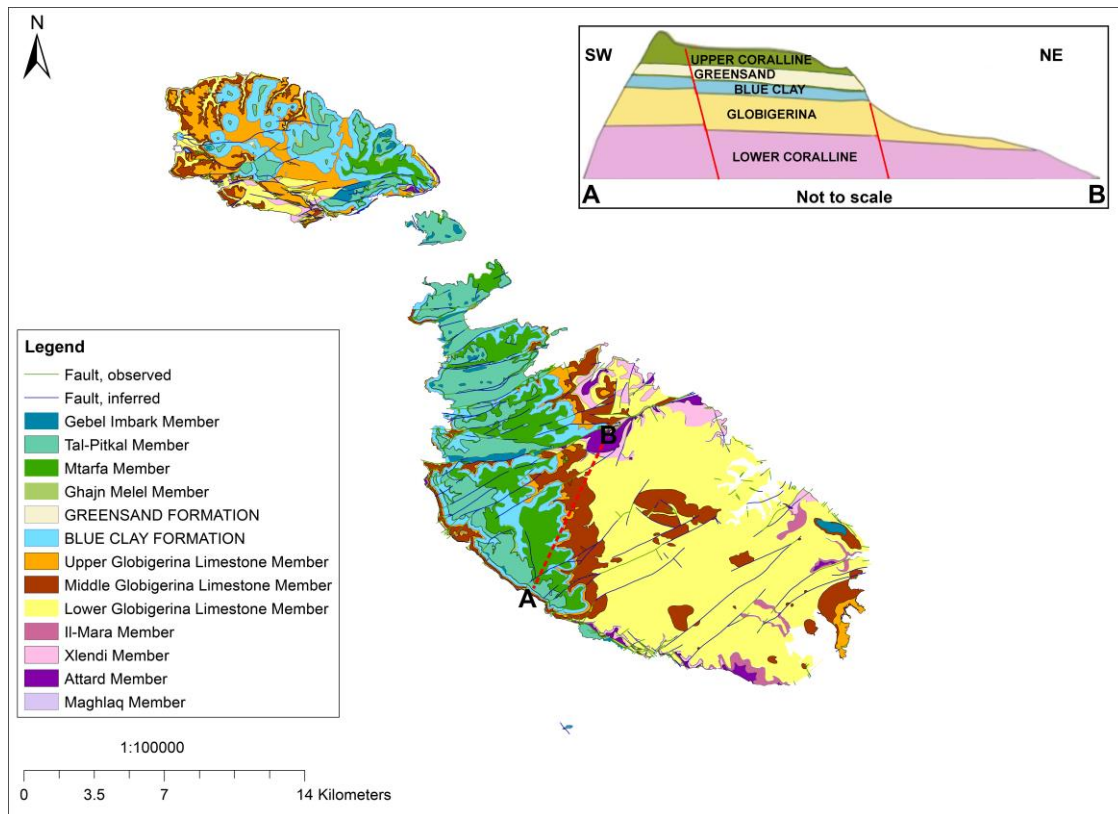 N
SW
NE
UPPER CORALLINE
GREENSAND
BLUE CLAY
GLOBIGERINA
LOWER CORALLINE
A
Not to scale
B
B
A
Legend
Fault, observed
Fault, inferred
Gebel Imbark Member
Tal-Pitkal Member
Mtarfa Member
Ghajn Melel Member
GREENSAND FORMATION
BLUE CLAY FORMATION
Upper Globigerina Limestone Member
Middle Globigerina Limestone Member
Lower Globigerina Limestone Member
Il-Mara Member
Xlendi Member
Attard Member
Maghlaq Member
1:100000
0 3.5 7 14 Kilometers